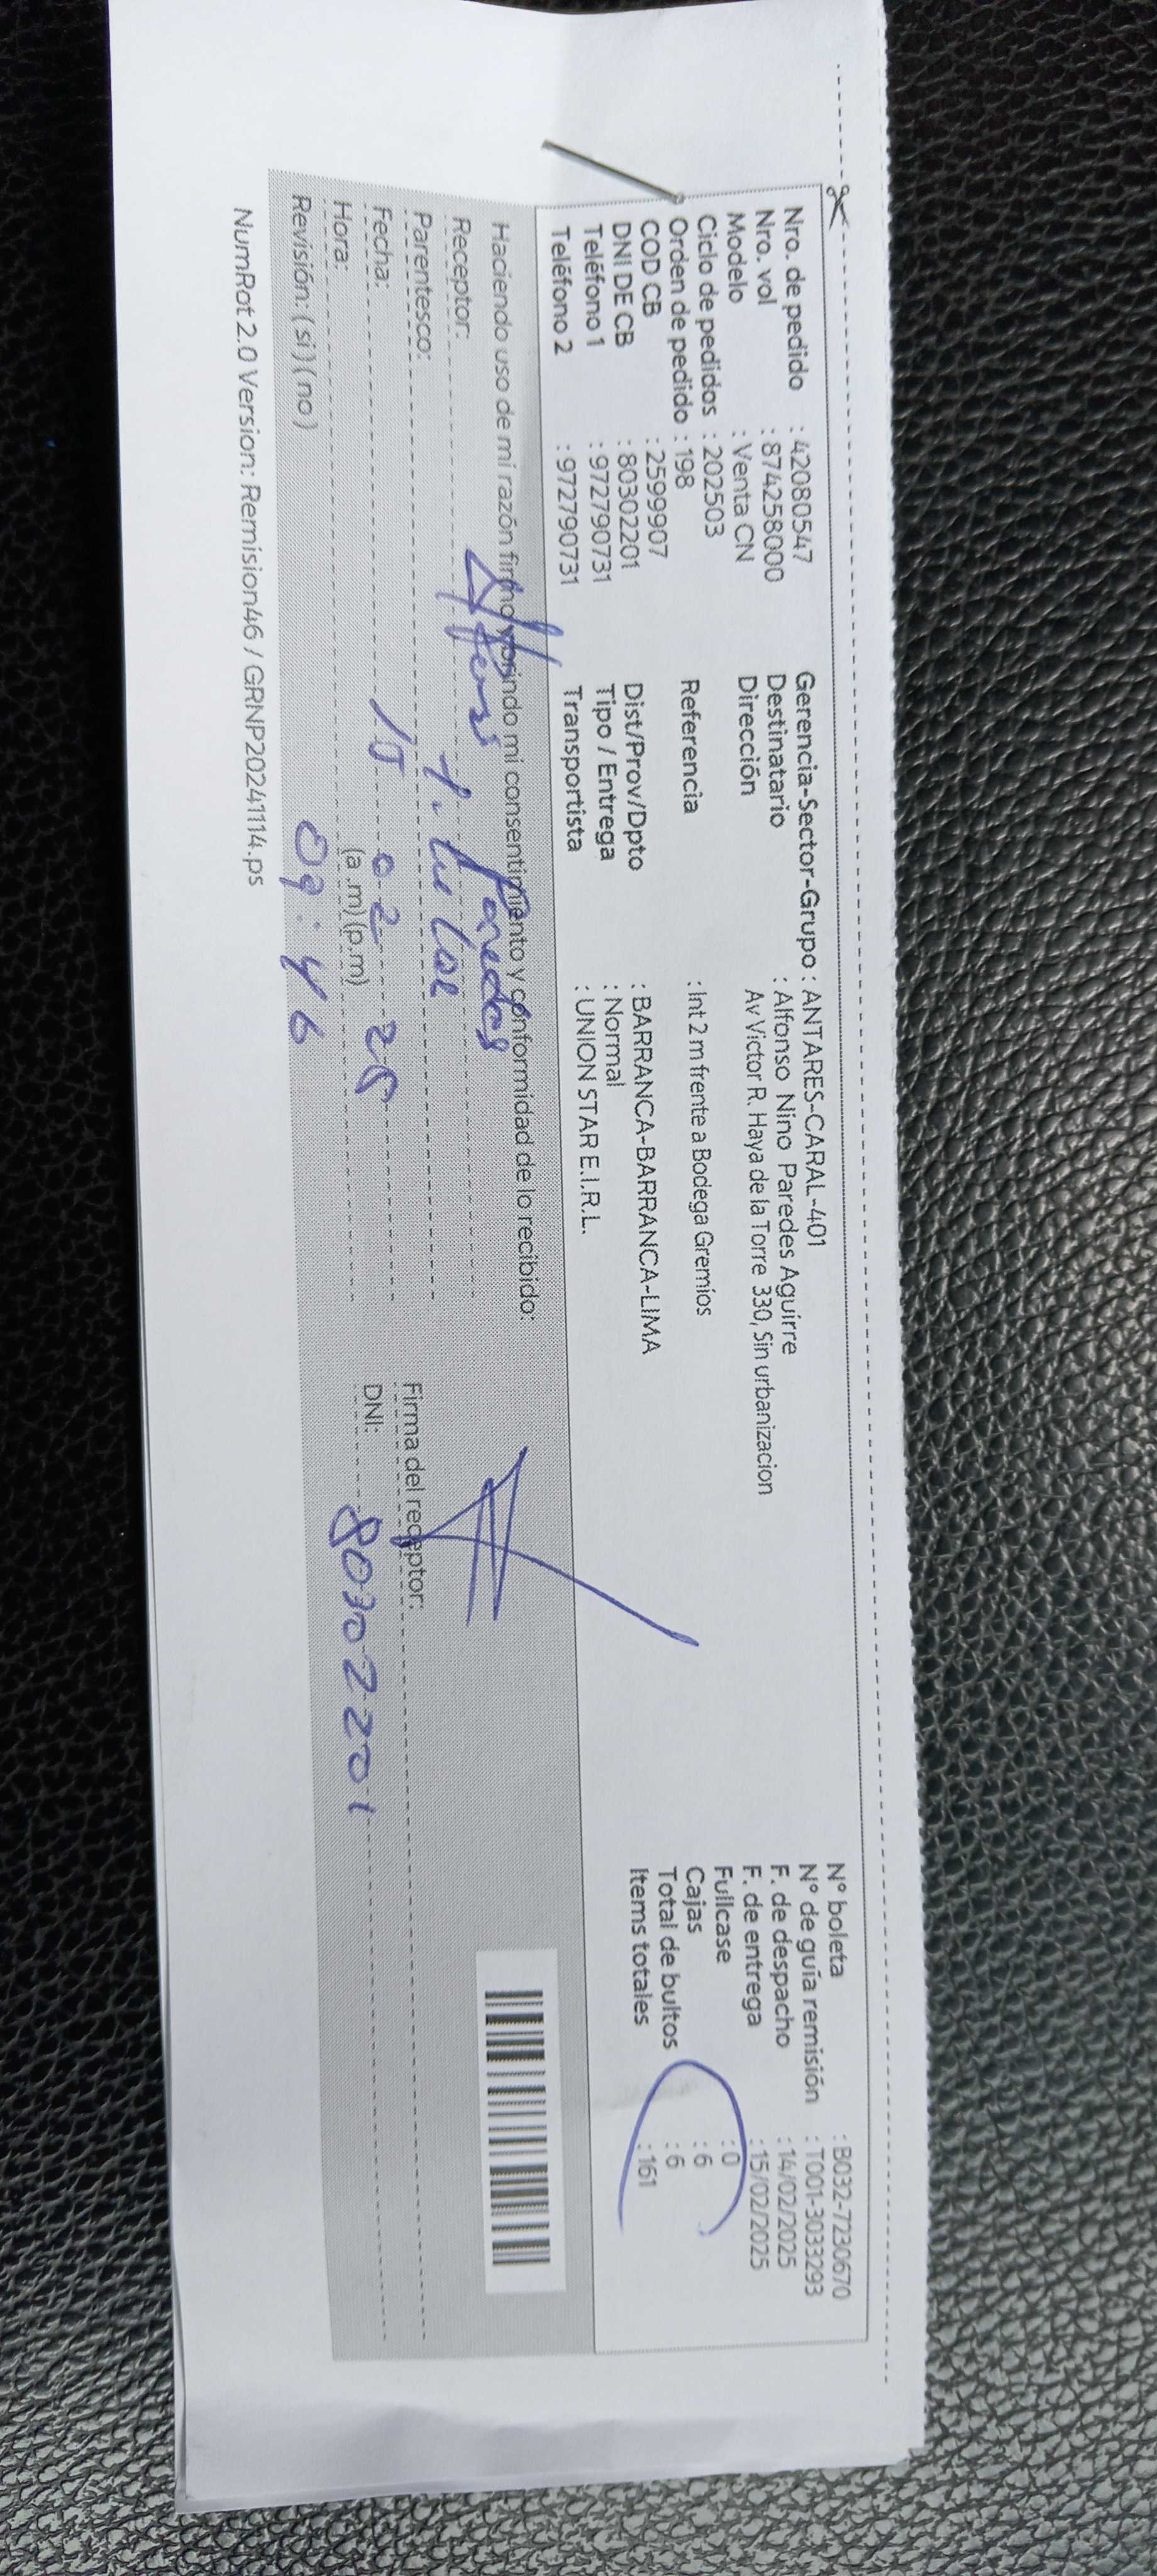 Nro. de pedido : 42080547
Nro. vol : 874258000
Modelo : Venta CN
Ciclo de pedidos : 202503
Orden de pedido : 198
COD CB : 2599907
DNI DE CB : 80302201
Teléfono 1 : 972790731
Teléfono 2 : 972790731
Gerencia-Sector-Grupo : ANTARES-CARAL-401
Destinatario : Alfonso Nino Paredes Aguirre
Dirección Av Victor R. Haya de la Torre 330, Sin urbanizacion
Referencia : Int 2 m frente a Bodega Gremios
Dist/Prov/Dpto : BARRANCA-BARRANCA-LIMA
Tipo / Entrega : Normal
Transportista : UNION STAR E.I.R.L.
N° boleta : B032-7230670
N° de guía remisión : T001-3033293
F. de despacho : 14/02/2025
F. de entrega : 15/02/2025
Fullcase : 0
Cajas : 6
Total de bultos : 6
Items totales : 161
Haciendo uso de mi razón firmo y brindo mi consentimiento y conformidad de lo recibido:
Receptor: Paredes
Parentesco:
Fecha: 15 02 25
Hora: (a.m)(p.m)
Revisión: (si)(no) 09:46
Firma del receptor:
DNI: 80302201
NumRot 2.0 Version: Remision46 / GRNP20241114.ps